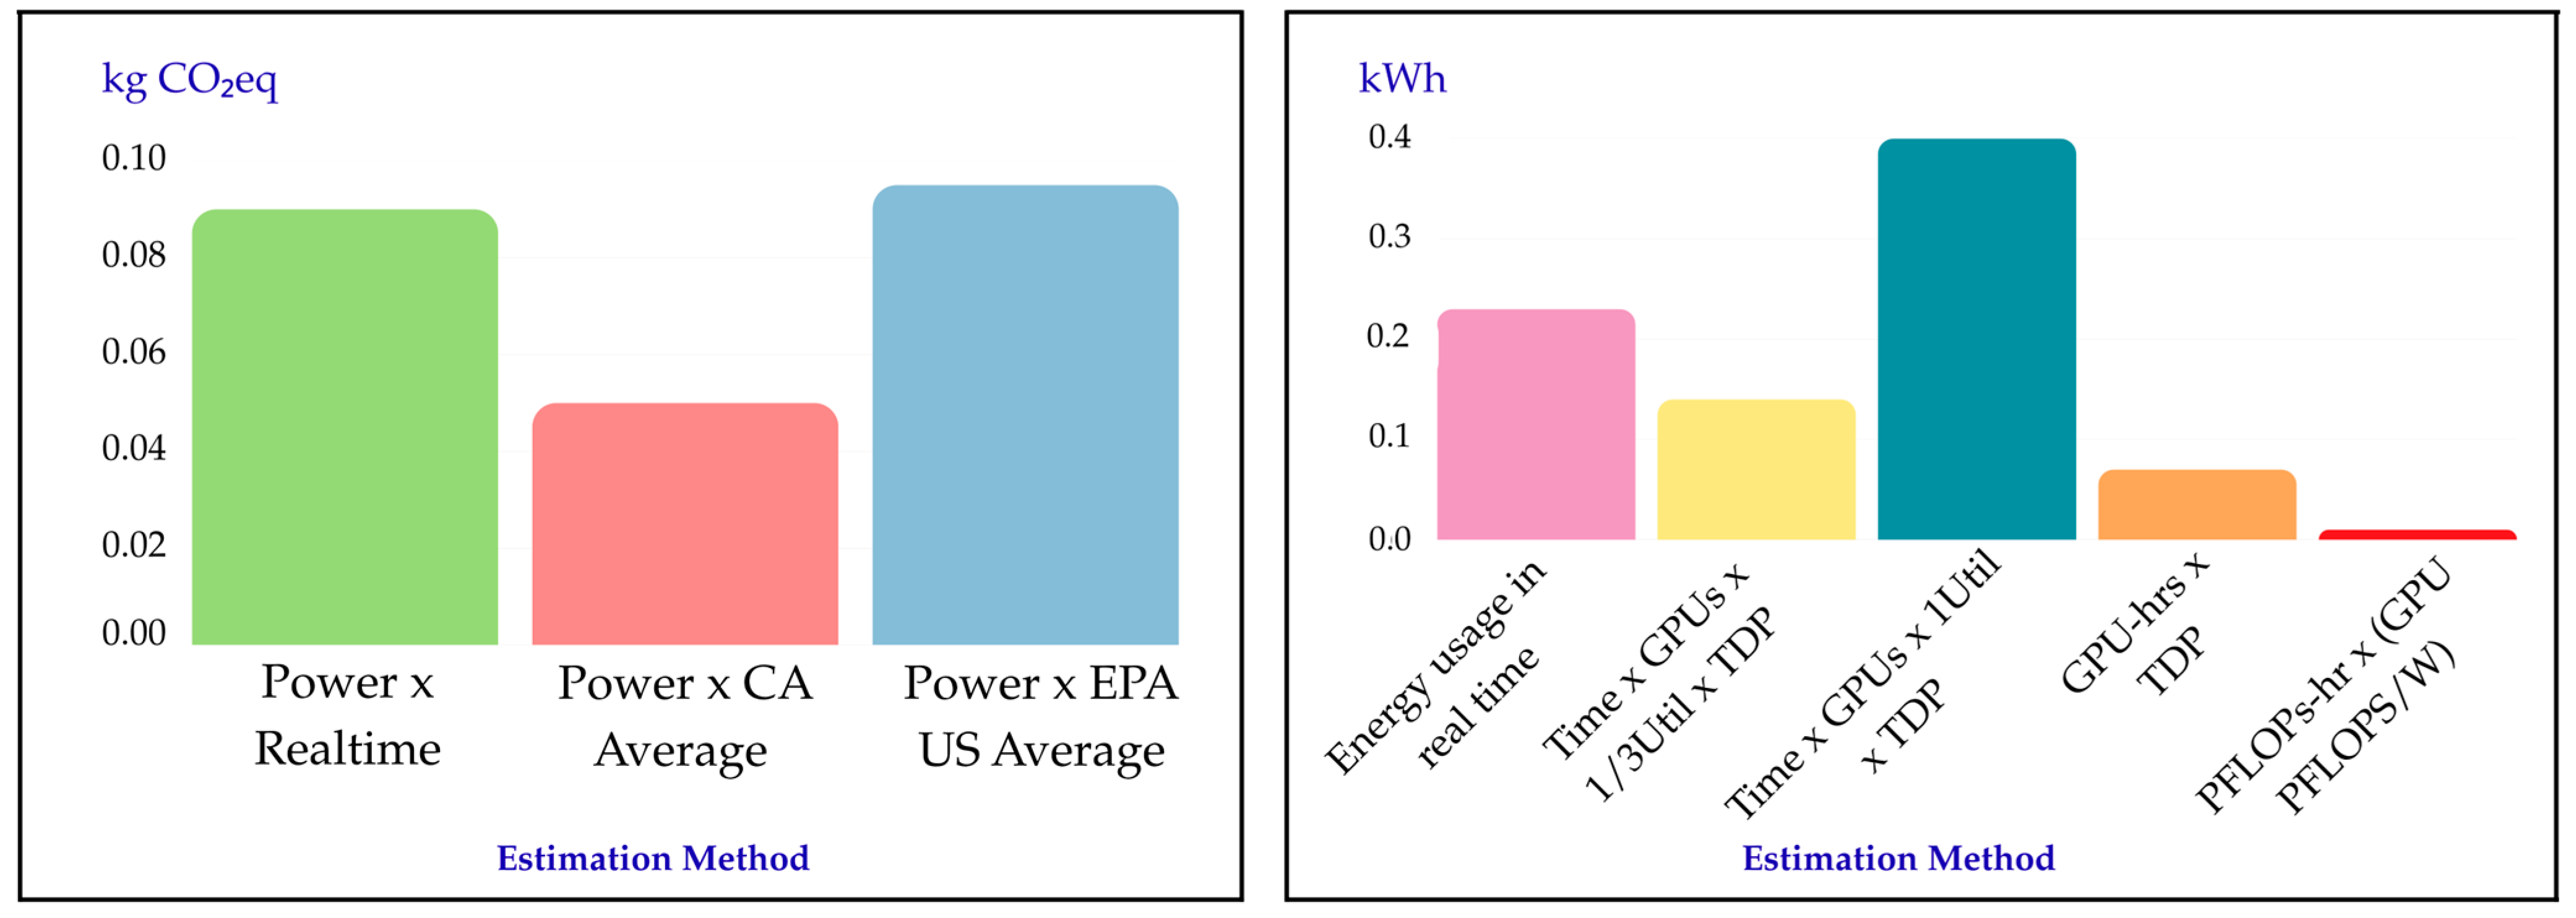 kg CO₂eq
0.10
0.08
0.06
0.04
0.02
0.00
Power x
Realtime
Power x CA
Average
Power x EPA
US Average
Estimation Method
kWh
0.4
0.3
0.2
0.1
0.0
Energy usage in
real time
Time x GPUs x
1/3Util x TDP
Time x GPUs x 1Util
x TDP
GPU-hrs x
TDP
PFLOPs-hr x (GPU
PFLOPS/W)
Estimation Method